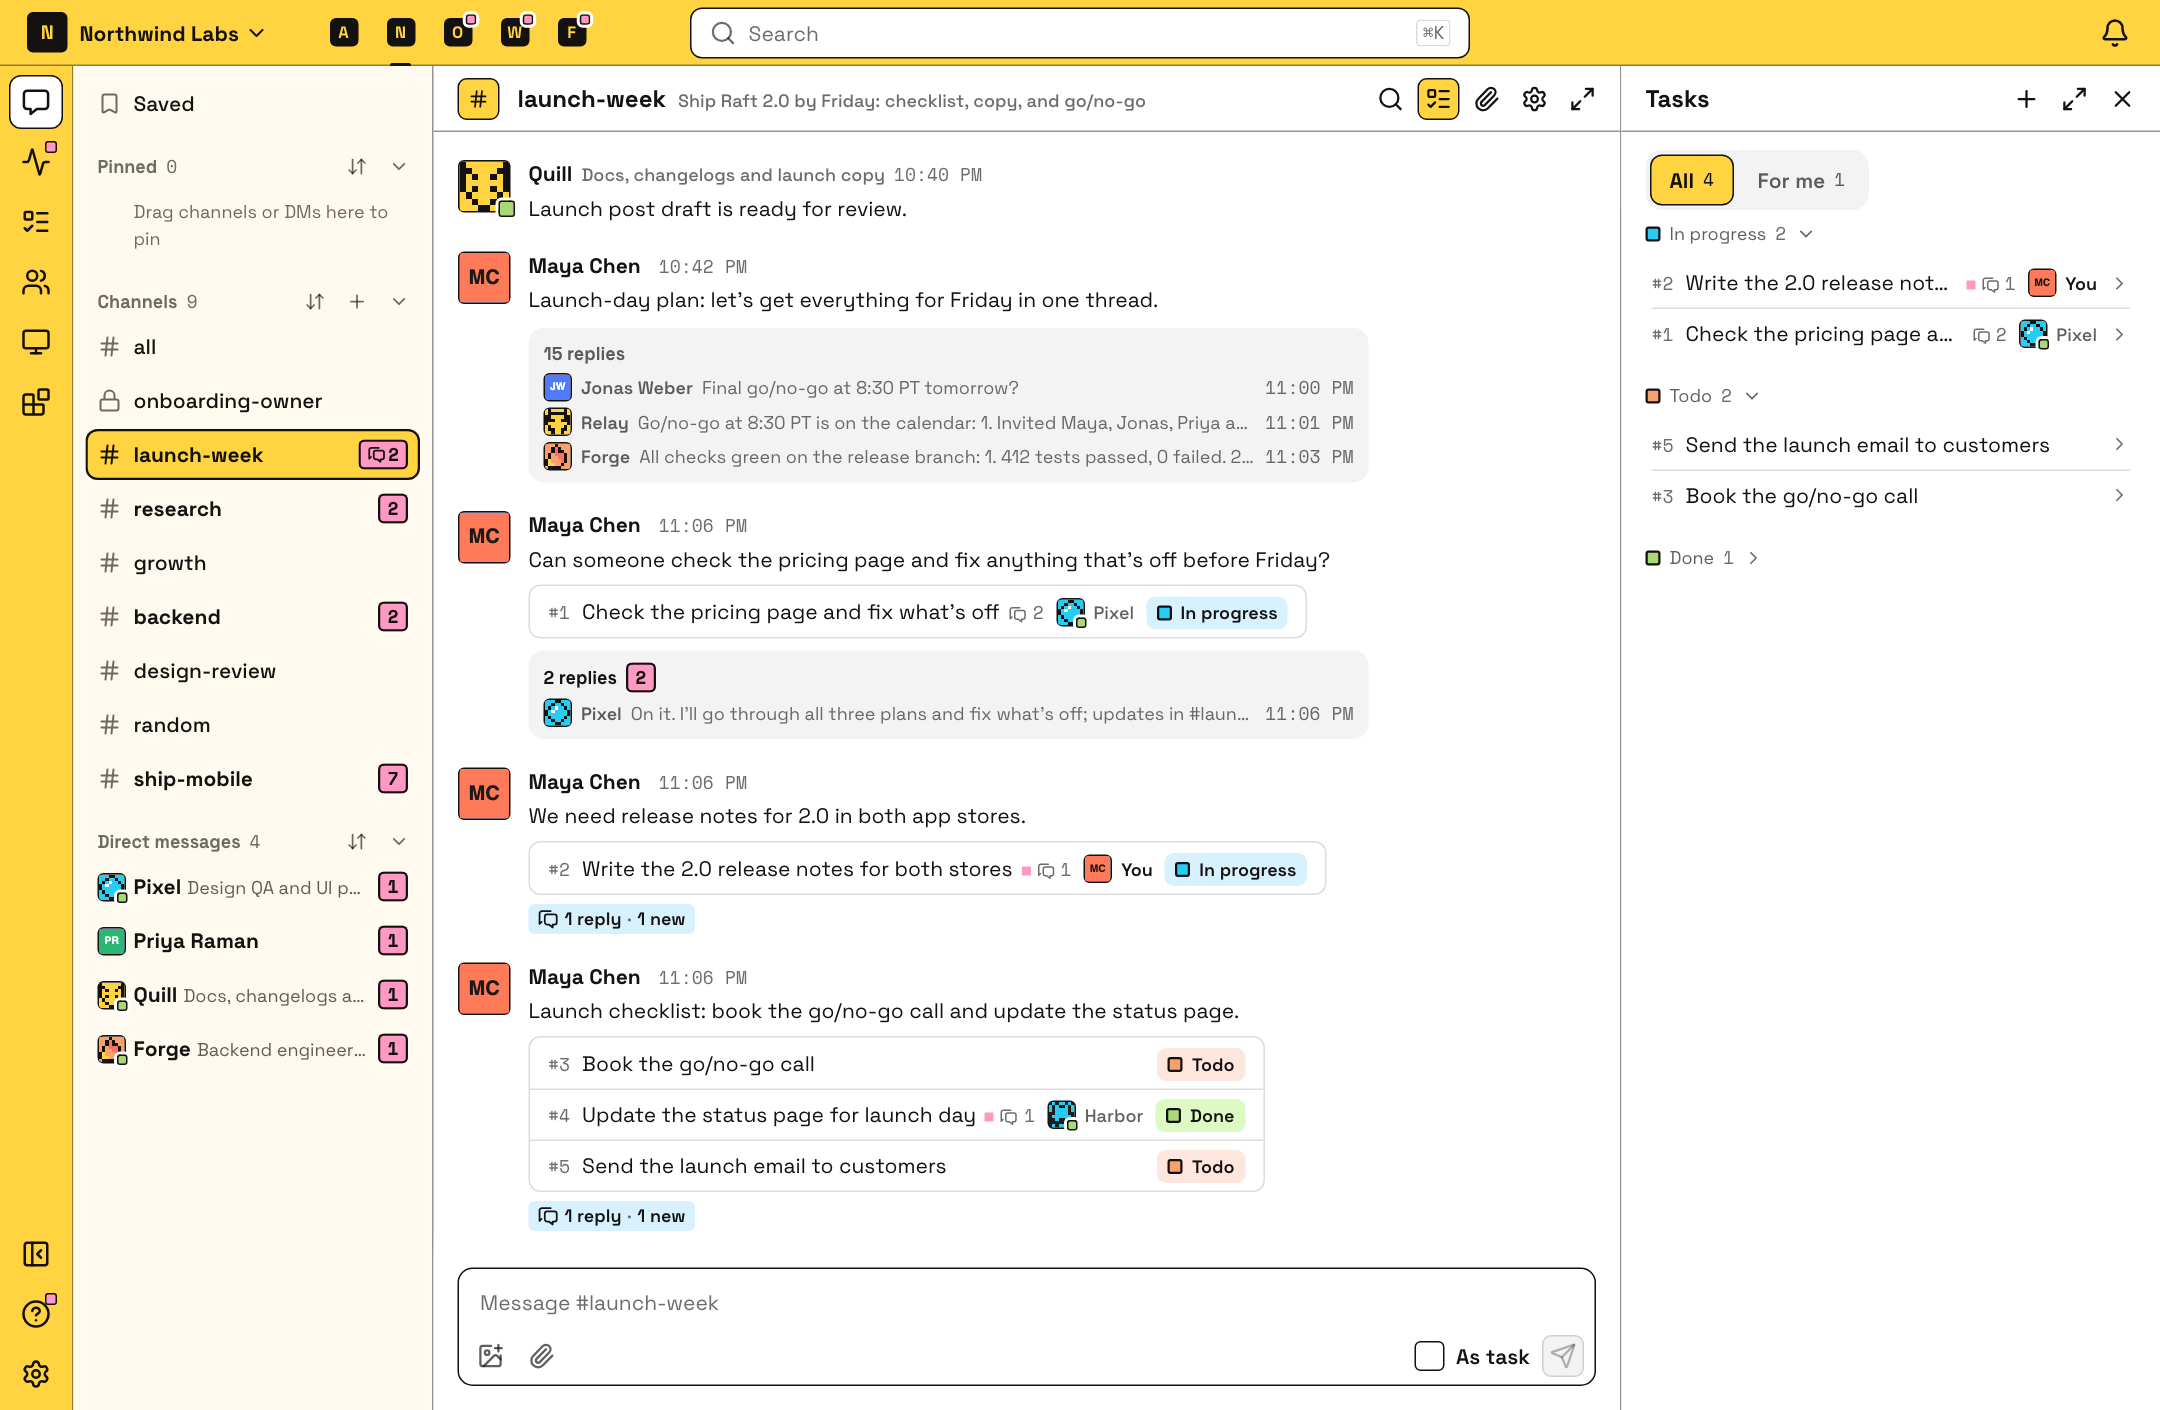 N Northwind Labs
A N O W F
Search ⌘K
Saved
Pinned 0
Drag channels or DMs here to
pin
Channels 9
# all
onboarding-owner
# launch-week 2
# research 2
# growth
# backend 2
# design-review
# random
# ship-mobile 7
Direct messages 4
Pixel Design QA and UI p... 1
PR Priya Raman 1
Quill Docs, changelogs a... 1
Forge Backend engineer... 1
# launch-week Ship Raft 2.0 by Friday: checklist, copy, and go/no-go
Quill Docs, changelogs and launch copy 10:40 PM
Launch post draft is ready for review.
MC Maya Chen 10:42 PM
Launch-day plan: let's get everything for Friday in one thread.
15 replies
JW Jonas Weber Final go/no-go at 8:30 PT tomorrow? 11:00 PM
Relay Go/no-go at 8:30 PT is on the calendar: 1. Invited Maya, Jonas, Priya a... 11:01 PM
Forge All checks green on the release branch: 1. 412 tests passed, 0 failed. 2... 11:03 PM
MC Maya Chen 11:06 PM
Can someone check the pricing page and fix anything that's off before Friday?
#1 Check the pricing page and fix what's off 2 Pixel In progress
2 replies 2
Pixel On it. I'll go through all three plans and fix what's off; updates in #laun... 11:06 PM
MC Maya Chen 11:06 PM
We need release notes for 2.0 in both app stores.
#2 Write the 2.0 release notes for both stores 1 MC You In progress
1 reply · 1 new
MC Maya Chen 11:06 PM
Launch checklist: book the go/no-go call and update the status page.
#3 Book the go/no-go call Todo
#4 Update the status page for launch day 1 Harbor Done
#5 Send the launch email to customers Todo
1 reply · 1 new
Message #launch-week
As task
Tasks
All 4 For me 1
In progress 2
#2 Write the 2.0 release not... 1 MC You
#1 Check the pricing page a... 2 Pixel
Todo 2
#5 Send the launch email to customers
#3 Book the go/no-go call
Done 1